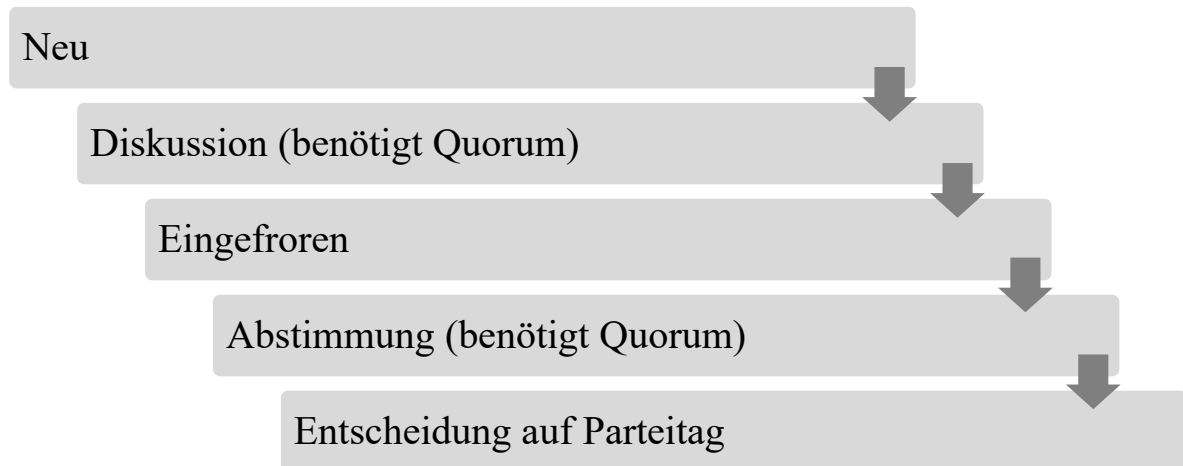 Neu
Diskussion (benötigt Quorum)
Eingefroren
Abstimmung (benötigt Quorum)
Entscheidung auf Parteitag